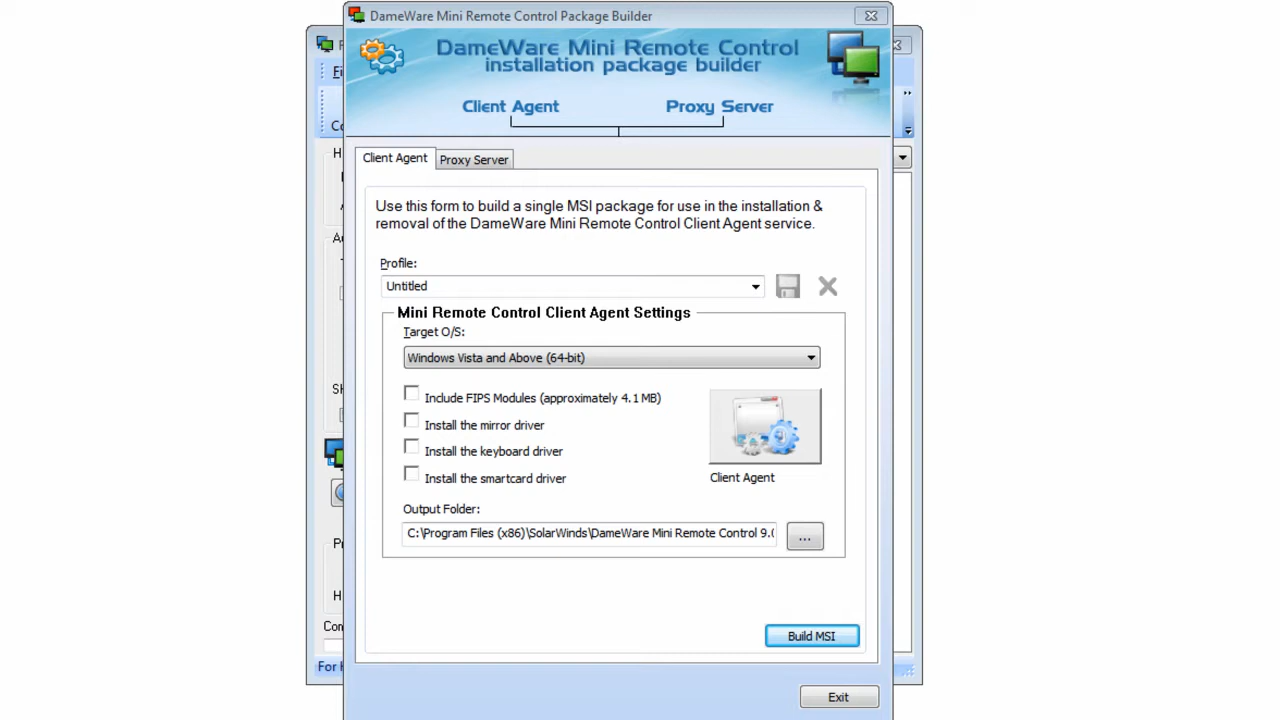 DameWare Mini Remote Control Package Builder
DameWare Mini Remote Control
installation package builder
Client Agent
Proxy Server
Client Agent
Proxy Server
Use this form to build a single MSI package for use in the installation &
removal of the DameWare Mini Remote Control Client Agent service.
Profile:
Untitled
Mini Remote Control Client Agent Settings
Target O/S:
Windows Vista and Above (64-bit)
Include FIPS Modules (approximately 4.1 MB)
Install the mirror driver
Install the keyboard driver
Install the smartcard driver
Client Agent
Output Folder:
C:\Program Files (x86)\SolarWinds\DameWare Mini Remote Control 9.0
...
Build MSI
Exit
For